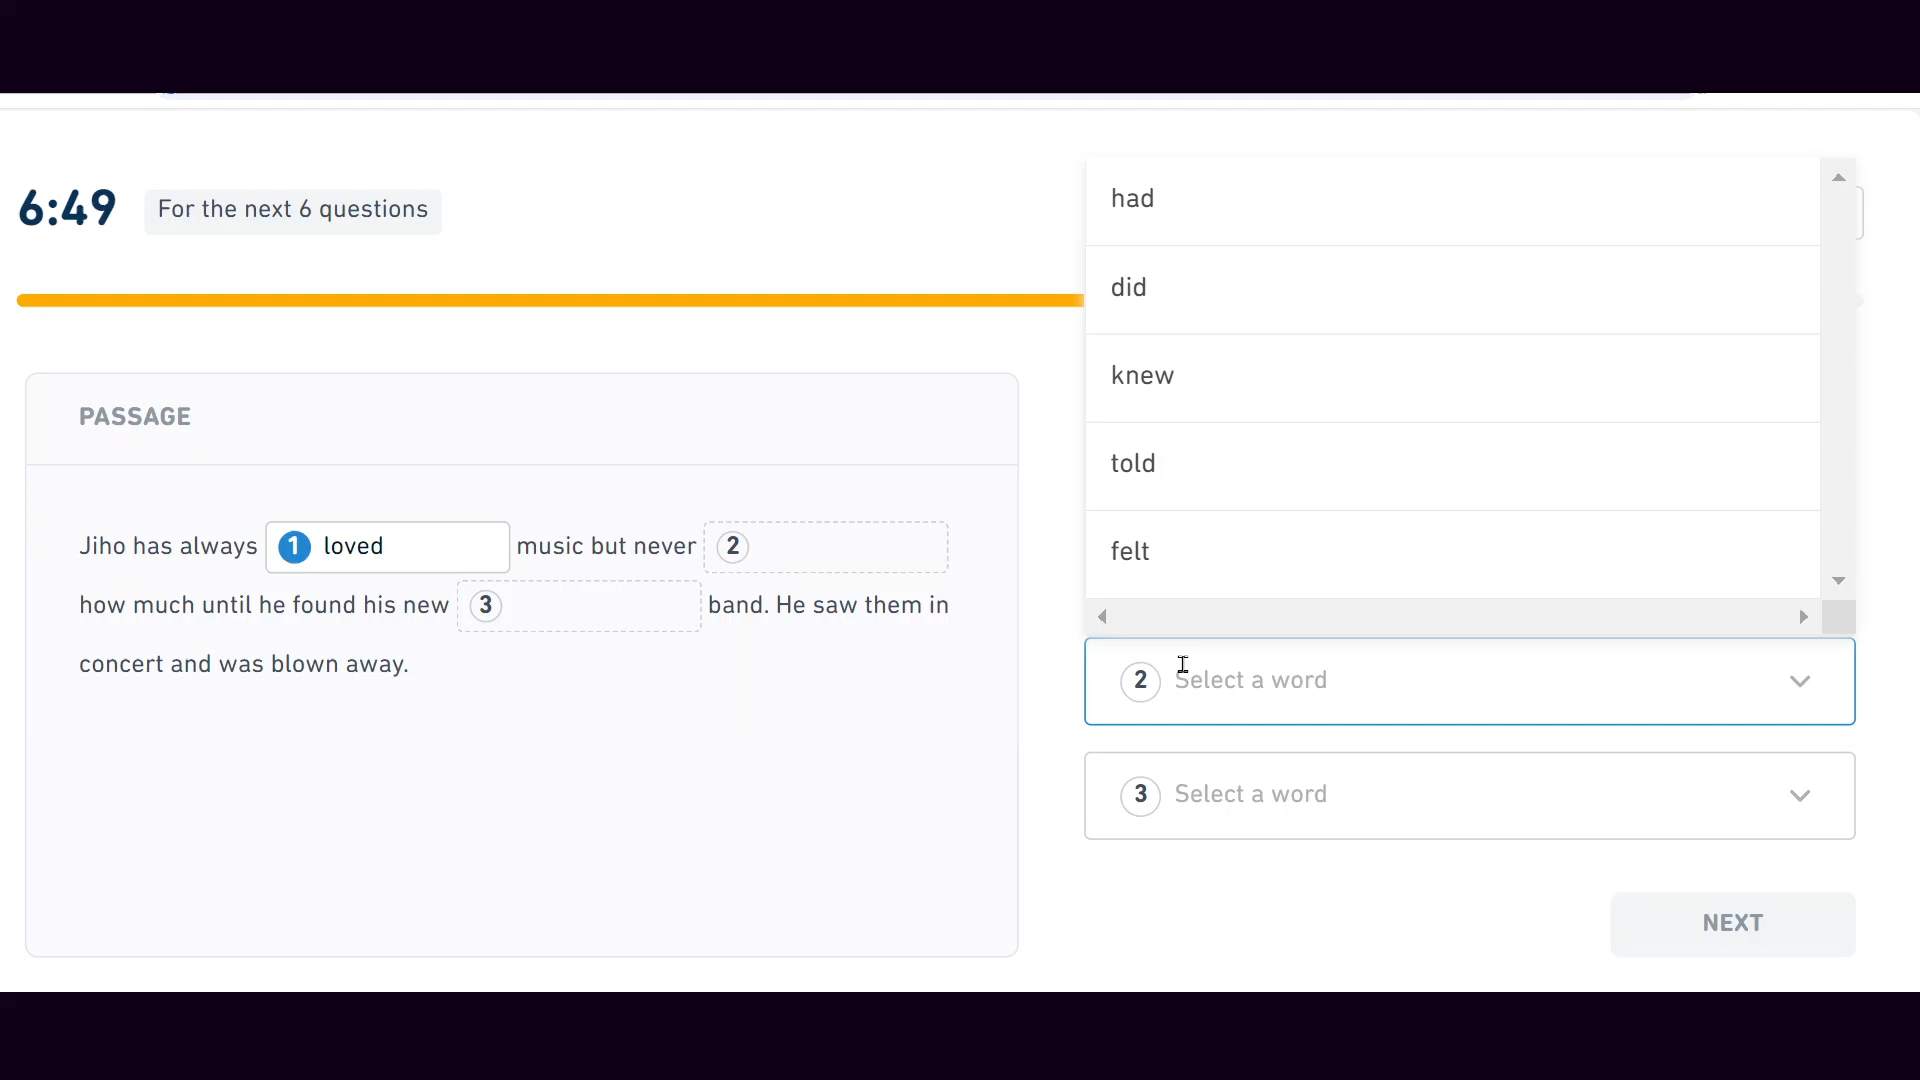 6:49 For the next 6 questions
PASSAGE
Jiho has always 1 loved music but never 2
how much until he found his new 3 band. He saw them in
concert and was blown away.
had
did
knew
told
felt
2 Select a word
3 Select a word
NEXT